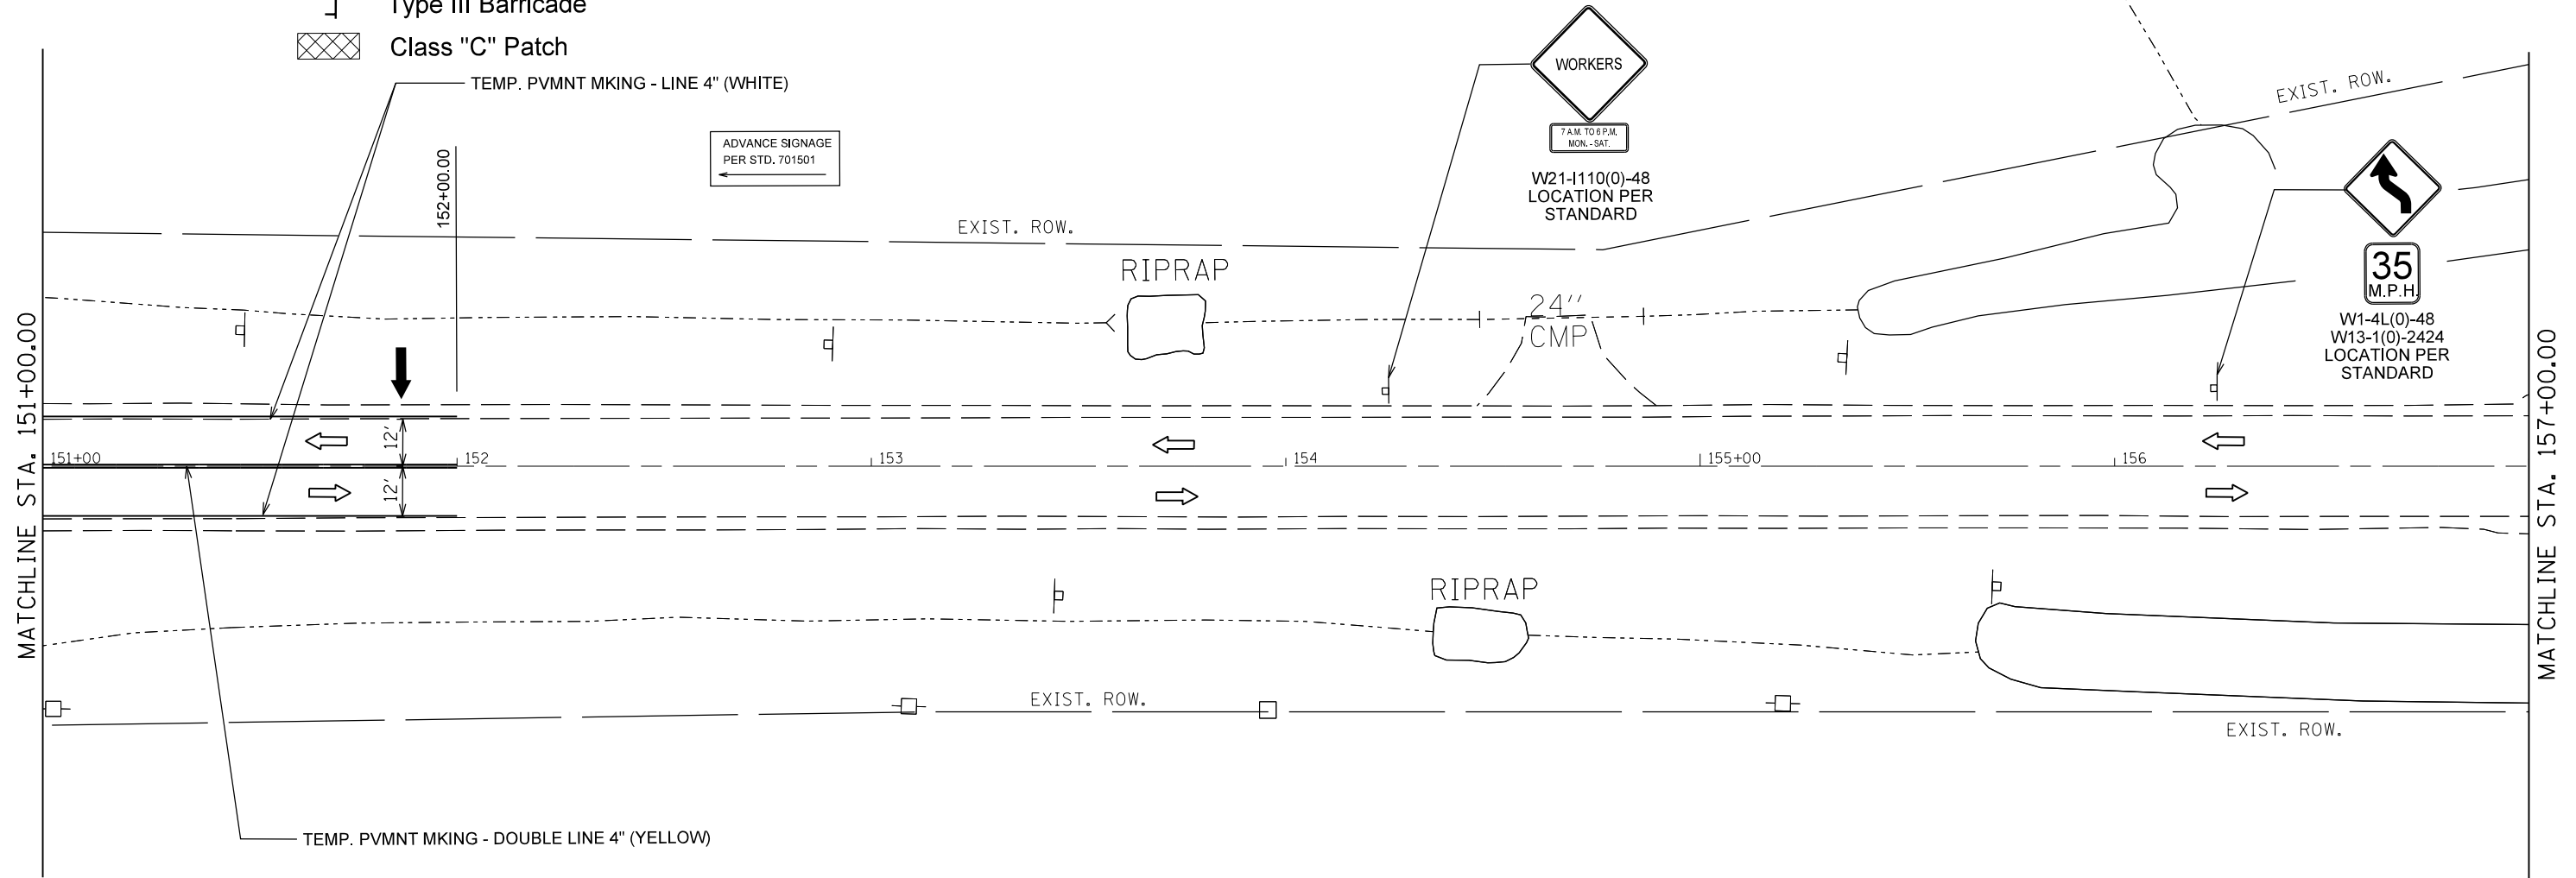 Type III Barricade
Class "C" Patch
TEMP. PVMNT MKING - LINE 4" (WHITE)
ADVANCE SIGNAGE
PER STD. 701501
152+00.00
WORKERS
7 A.M. TO 6 P.M.
MON. - SAT.
W21-I110(0)-48
LOCATION PER
STANDARD
EXIST. ROW.
EXIST. ROW.
35
M.P.H.
W1-4L(0)-48
W13-1(0)-2424
LOCATION PER
STANDARD
RIPRAP
24''
CMP
MATCHLINE STA. 151+00.00
MATCHLINE STA. 157+00.00
12'
12'
151+00
152
153
154
155+00
156
RIPRAP
EXIST. ROW.
EXIST. ROW.
TEMP. PVMNT MKING - DOUBLE LINE 4" (YELLOW)